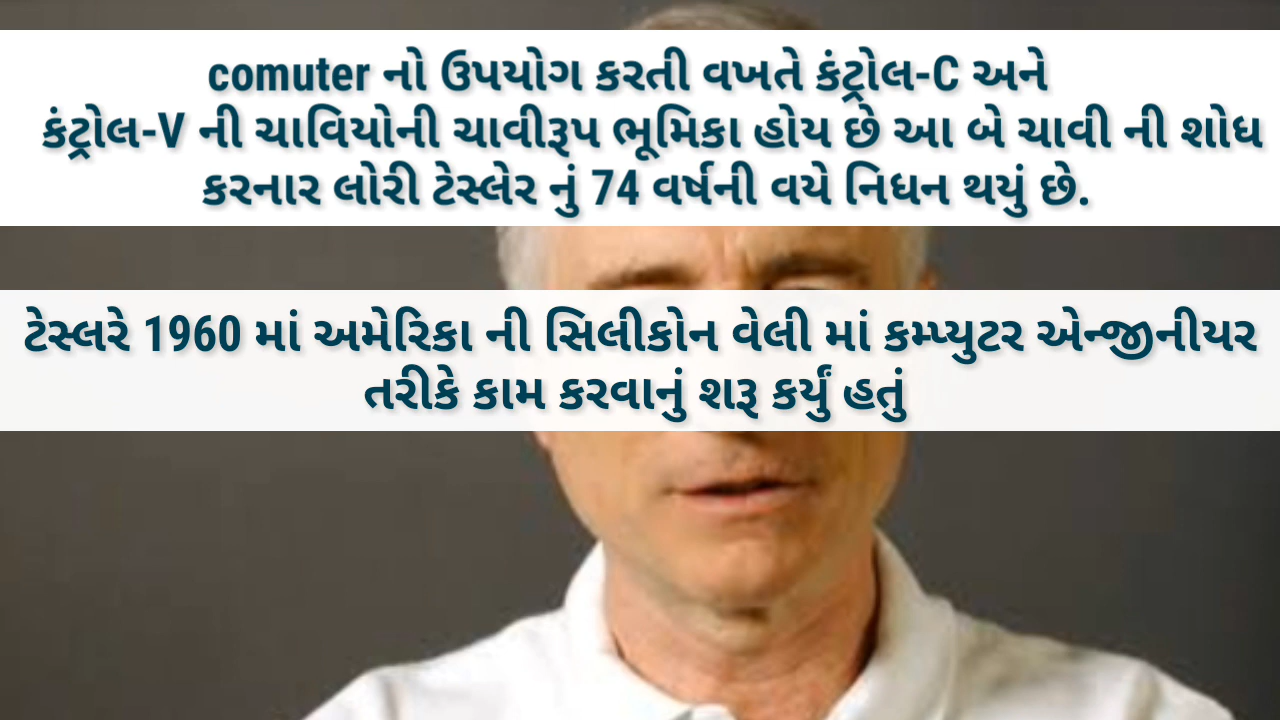 comuter નો ઉપયોગ કરતી વખતે કંટ્રોલ-C અને
કંટ્રોલ-V ની ચાવિયોની ચાવીરૂપ ભૂમિકા હોય છે આ બે ચાવી ની શોધ
કરનાર લોરી ટેસ્લેર નું 74 વર્ષની વયે નિધન થયું છે.
ટેસ્લરે 1960 માં અમેરિકા ની સિલીકોન વેલી માં કમ્પ્યુટર એન્જીનીયર
તરીકે કામ કરવાનું શરૂ કર્યું હતું